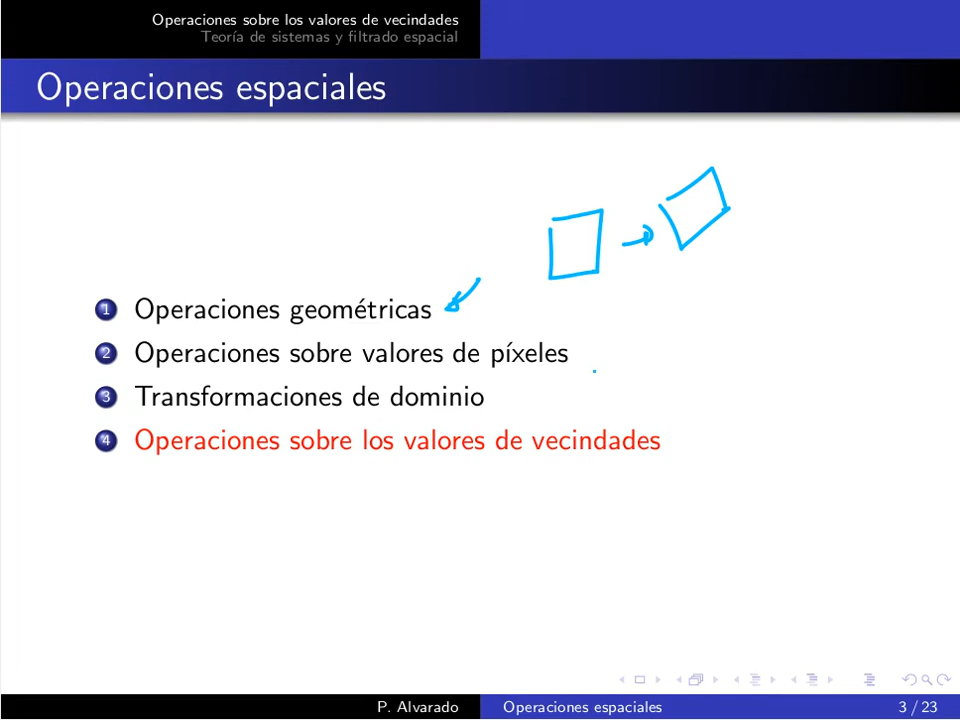 Operaciones sobre los valores de vecindades
Teoría de sistemas y filtrado espacial
Operaciones espaciales
1 Operaciones geométricas
2 Operaciones sobre valores de píxeles
3 Transformaciones de dominio
4 Operaciones sobre los valores de vecindades
P. Alvarado Operaciones espaciales 3 / 23